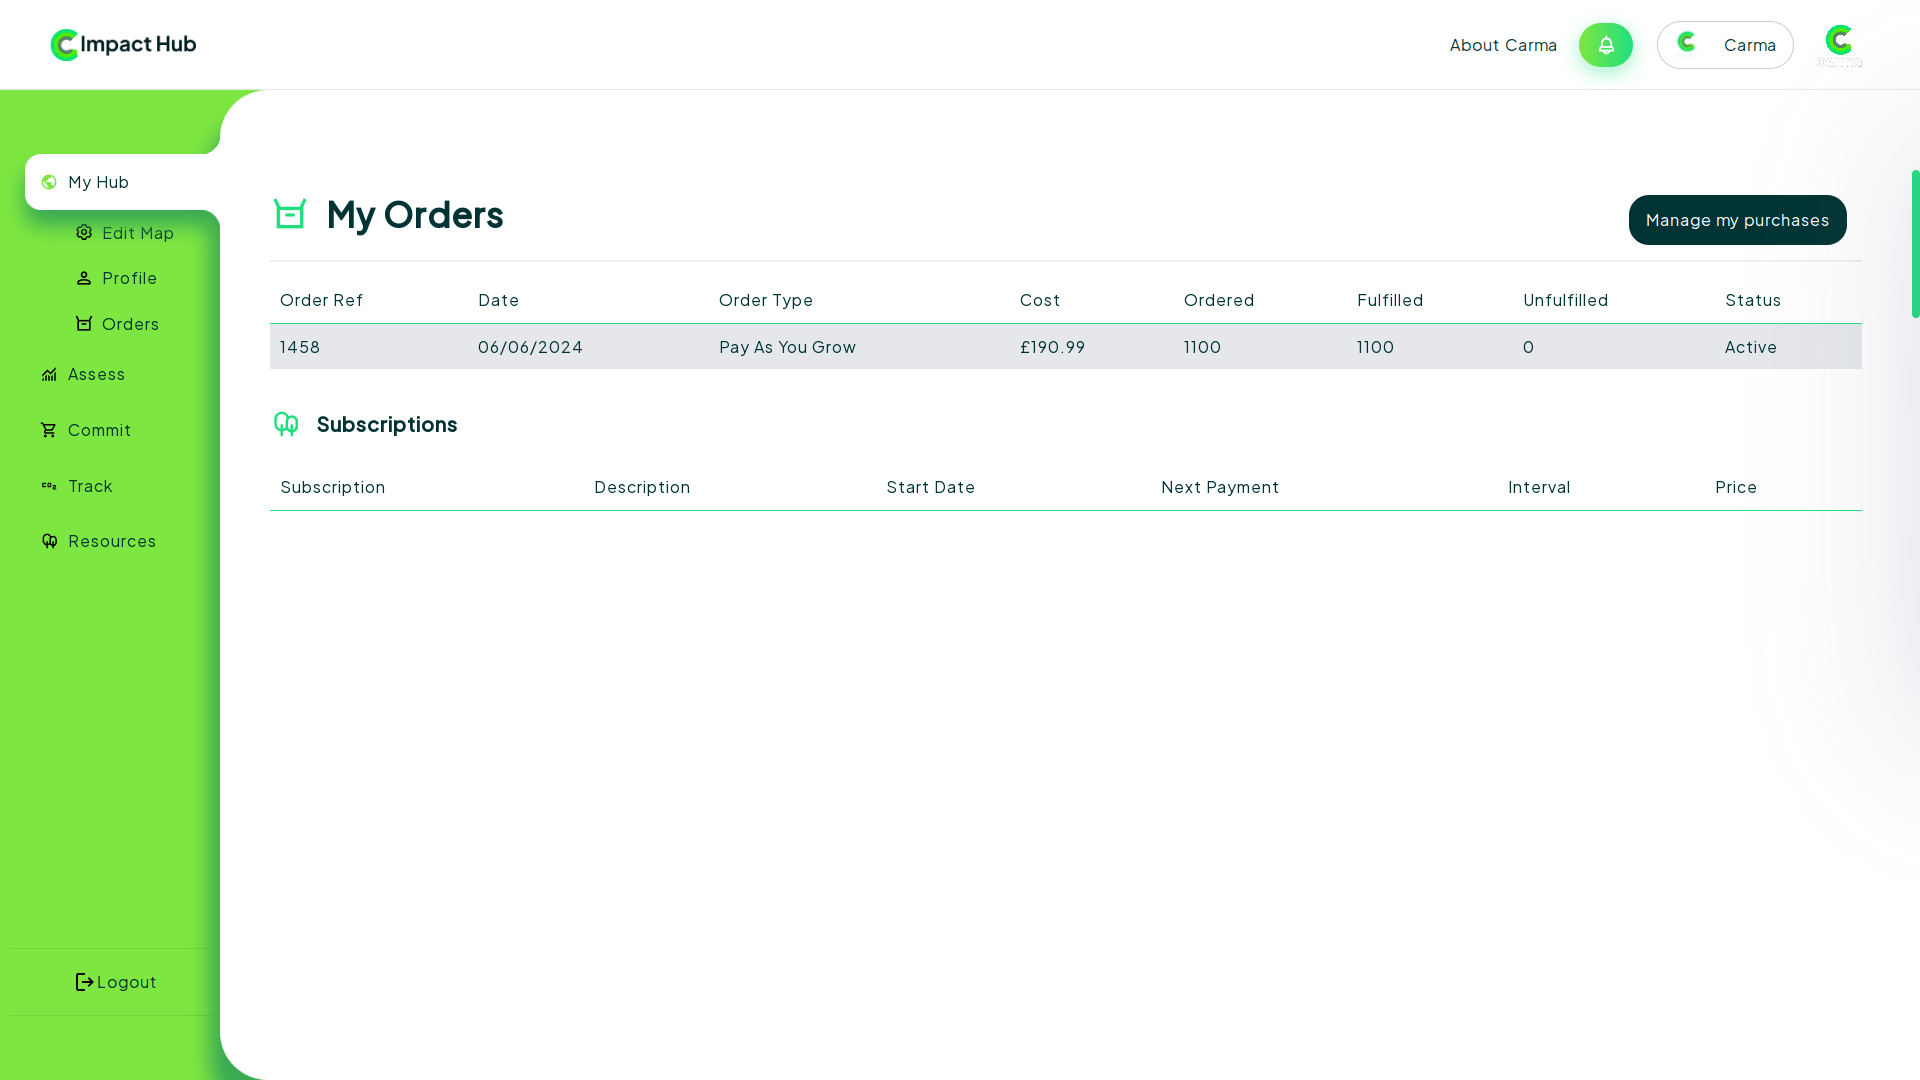 Impact Hub
About Carma
Carma
My Hub
Edit Map
Profile
Orders
Assess
Commit
Track
Resources
Logout
My Orders
Manage my purchases
Order Ref Date Order Type Cost Ordered Fulfilled Unfulfilled Status
1458 06/06/2024 Pay As You Grow £190.99 1100 1100 0 Active
Subscriptions
Subscription Description Start Date Next Payment Interval Price